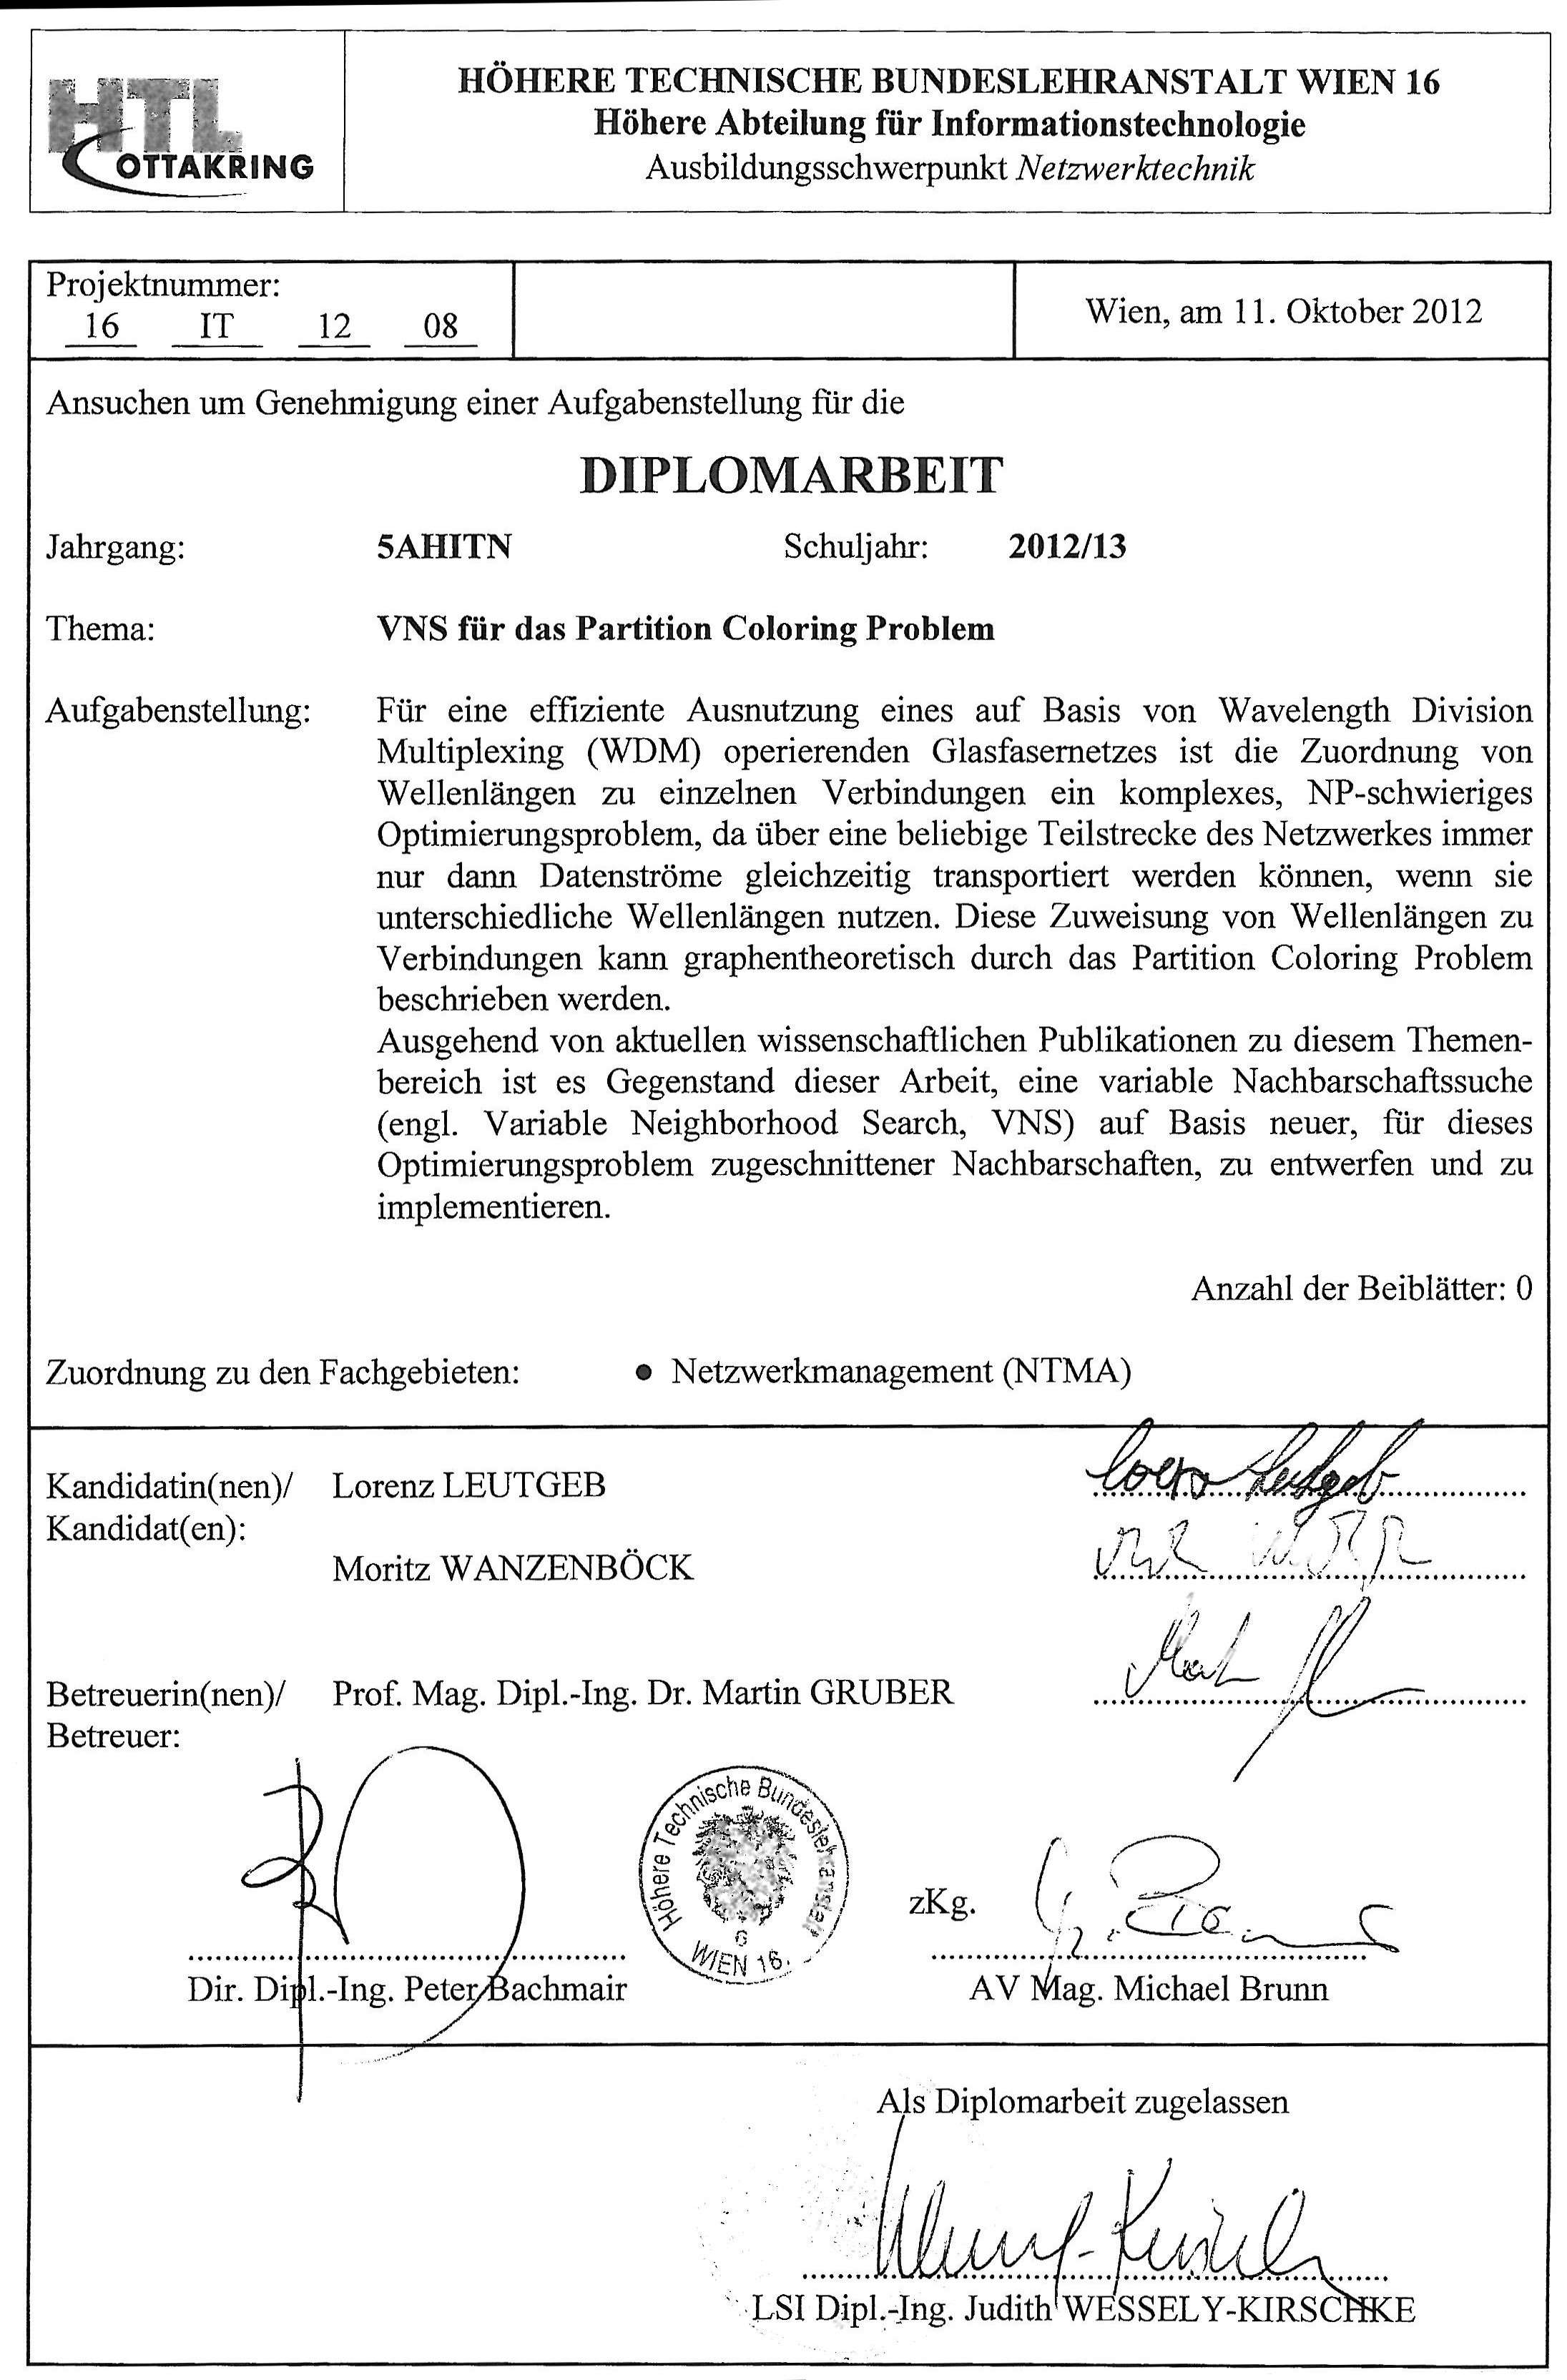 HTL
OTTAKRING
HÖHERE TECHNISCHE BUNDESLEHRANSTALT WIEN 16
Höhere Abteilung für Informationstechnologie
Ausbildungsschwerpunkt Netzwerktechnik
Projektnummer:
16 IT 12 08
Wien, am 11. Oktober 2012
Ansuchen um Genehmigung einer Aufgabenstellung für die
DIPLOMARBEIT
Jahrgang: 5AHITN Schuljahr: 2012/13
Thema: VNS für das Partition Coloring Problem
Aufgabenstellung: Für eine effiziente Ausnutzung eines auf Basis von Wavelength Division
Multiplexing (WDM) operierenden Glasfasernetzes ist die Zuordnung von
Wellenlängen zu einzelnen Verbindungen ein komplexes, NP-schwieriges
Optimierungsproblem, da über eine beliebige Teilstrecke des Netzwerkes immer
nur dann Datenströme gleichzeitig transportiert werden können, wenn sie
unterschiedliche Wellenlängen nutzen. Diese Zuweisung von Wellenlängen zu
Verbindungen kann graphentheoretisch durch das Partition Coloring Problem
beschrieben werden.
Ausgehend von aktuellen wissenschaftlichen Publikationen zu diesem Themen-
bereich ist es Gegenstand dieser Arbeit, eine variable Nachbarschaftssuche
(engl. Variable Neighborhood Search, VNS) auf Basis neuer, für dieses
Optimierungsproblem zugeschnittener Nachbarschaften, zu entwerfen und zu
implementieren.
Anzahl der Beiblätter: 0
Zuordnung zu den Fachgebieten: • Netzwerkmanagement (NTMA)
Kandidatin(nen)/ Lorenz LEUTGEB
Kandidat(en):
Moritz WANZENBÖCK
Betreuerin(nen)/ Prof. Mag. Dipl.-Ing. Dr. Martin GRUBER
Betreuer:
Höhere Technische Bundeslehranstalt
6
WIEN 16.
zKg.
Dir. Dipl.-Ing. Peter Bachmair
AV Mag. Michael Brunn
Als Diplomarbeit zugelassen
LSI Dipl.-Ing. Judith WESSELY-KIRSCHKE